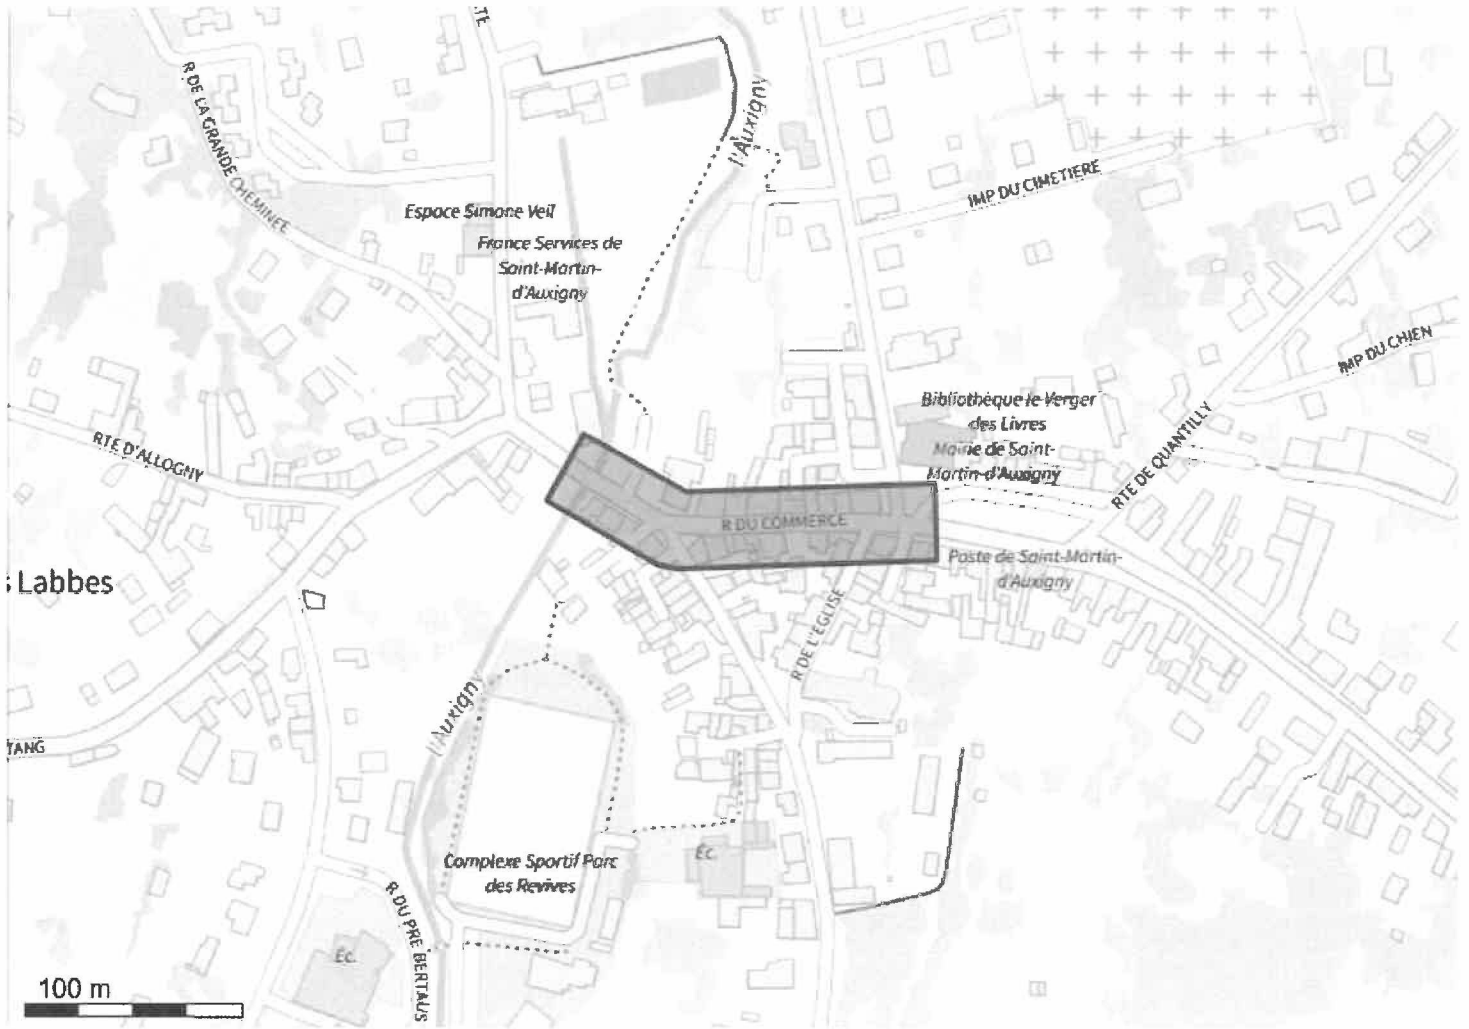 R DE LA GRANDE CHEMINEE
l'Auxigny
IMP DU CIMETIERE
Espace Simone Veil
France Services de
Saint-Martin-
d'Auxigny
IMP DU CHIEN
Bibliothèque le Verger
des Livres
Mairie de Saint-
Martin-d'Auxigny
RTE DE QUANTILLY
RTE D'ALLOGNY
R DU COMMERCE
Poste de Saint-Martin-
d'Auxigny
Labbes
R DE L'EGLISE
l'Auxigny
TANG
Complexe Sportif Parc
des Revives
Éc.
R DU PRE BERTAUS
Éc.
100 m